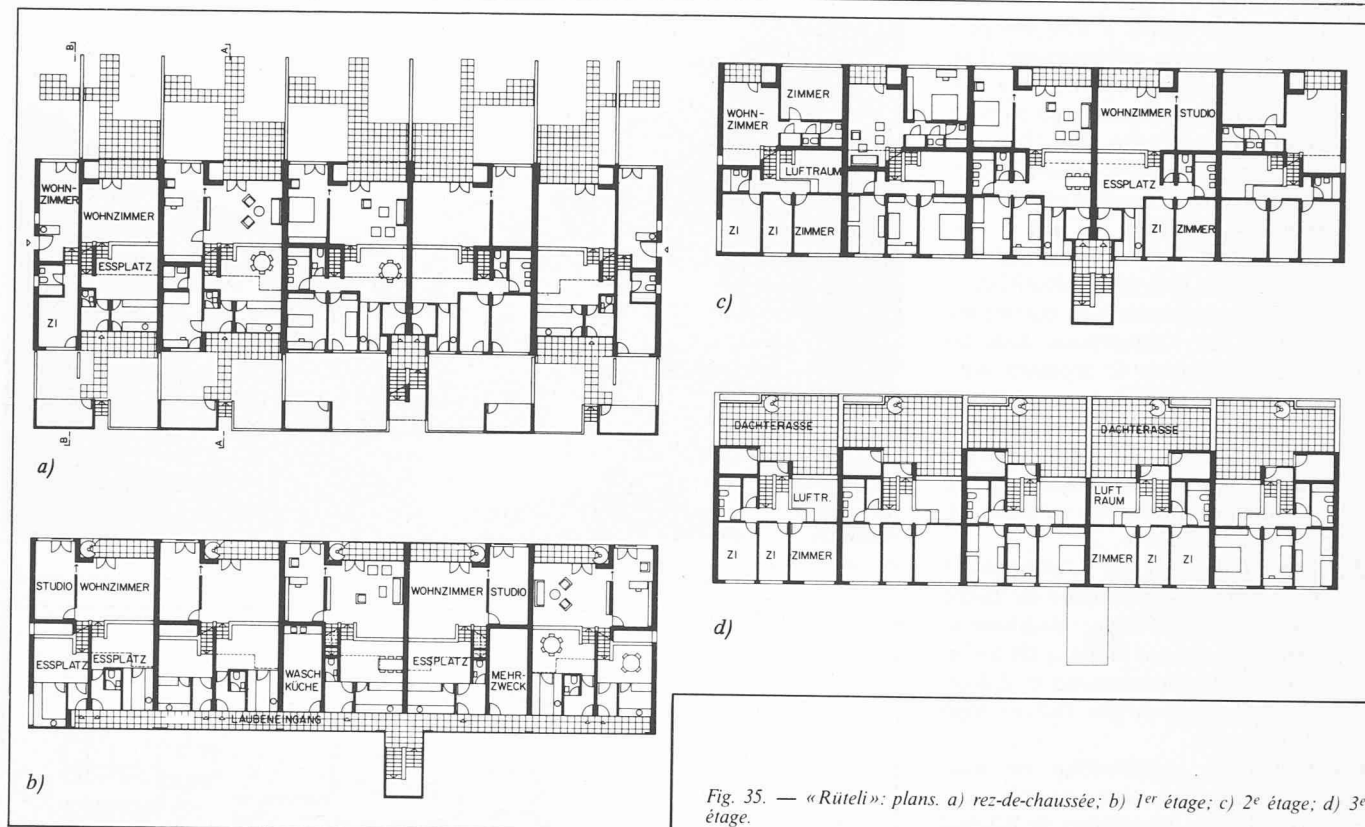 B
A
WOHN-
ZIMMER
WOHNZIMMER
ESSPLATZ
ZI
B
A
a)
STUDIO
WOHNZIMMER
WOHNZIMMER
STUDIO
ESSPLATZ
ESSPLATZ
WASCH
KÜCHE
ESSPLATZ
MEHR-
ZWECK
LAUBENEINGANG
b)
ZIMMER
WOHN-
ZIMMER
WOHNZIMMER
STUDIO
LUFTRAUM
ESSPLATZ
ZI
ZI
ZIMMER
ZI
ZIMMER
c)
DACHTERASSE
DACHTERASSE
LUFTR.
LUFT
RAUM
ZI
ZI
ZIMMER
ZIMMER
ZI
ZI
d)
Fig. 35. — «Rüteli»: plans. a) rez-de-chaussée; b) 1er étage; c) 2e étage; d) 3e
étage.